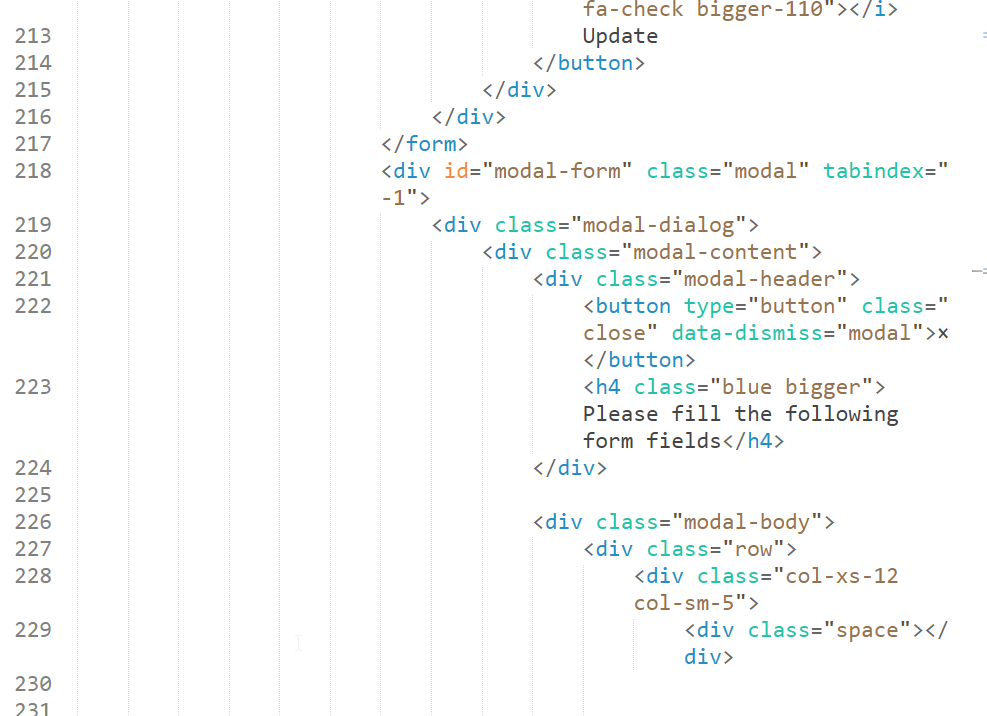 fa-check bigger-110"></i>
213 Update
214 </button>
215 </div>
216 </div>
217 </form>
218 <div id="modal-form" class="modal" tabindex="
-1">
219 <div class="modal-dialog">
220 <div class="modal-content">
221 <div class="modal-header">
222 <button type="button" class="
close" data-dismiss="modal">×
</button>
223 <h4 class="blue bigger">
Please fill the following
form fields</h4>
224 </div>
225
226 <div class="modal-body">
227 <div class="row">
228 <div class="col-xs-12
col-sm-5">
229 <div class="space"></
div>
230
231